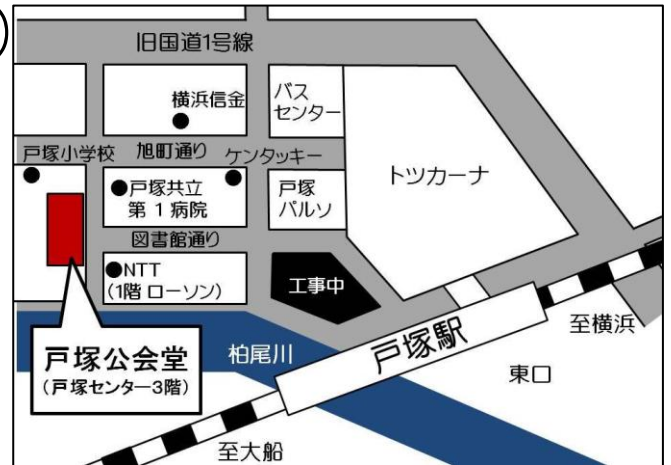 旧国道1号線
横浜信金
バス
センター
戸塚小学校
旭町通り
ケンタッキー
トツカーナ
戸塚共立
第1病院
戸塚
パルソ
図書館通り
NTT
(1階 ローソン)
工事中
戸塚公会堂
(戸塚センター3階)
柏尾川
戸塚駅
至横浜
東口
至大船